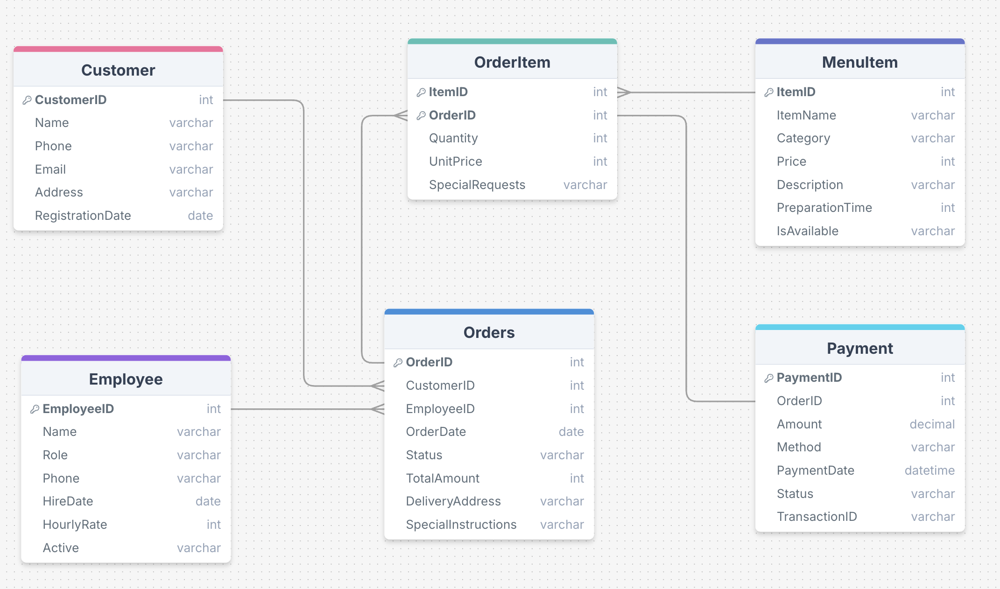 Customer
CustomerID int
Name varchar
Phone varchar
Email varchar
Address varchar
RegistrationDate date
OrderItem
ItemID int
OrderID int
Quantity int
UnitPrice int
SpecialRequests varchar
MenuItem
ItemID int
ItemName varchar
Category varchar
Price int
Description varchar
PreparationTime int
IsAvailable varchar
Employee
EmployeeID int
Name varchar
Role varchar
Phone varchar
HireDate date
HourlyRate int
Active varchar
Orders
OrderID int
CustomerID int
EmployeeID int
OrderDate date
Status varchar
TotalAmount int
DeliveryAddress varchar
SpecialInstructions varchar
Payment
PaymentID int
OrderID int
Amount decimal
Method varchar
PaymentDate datetime
Status varchar
TransactionID varchar